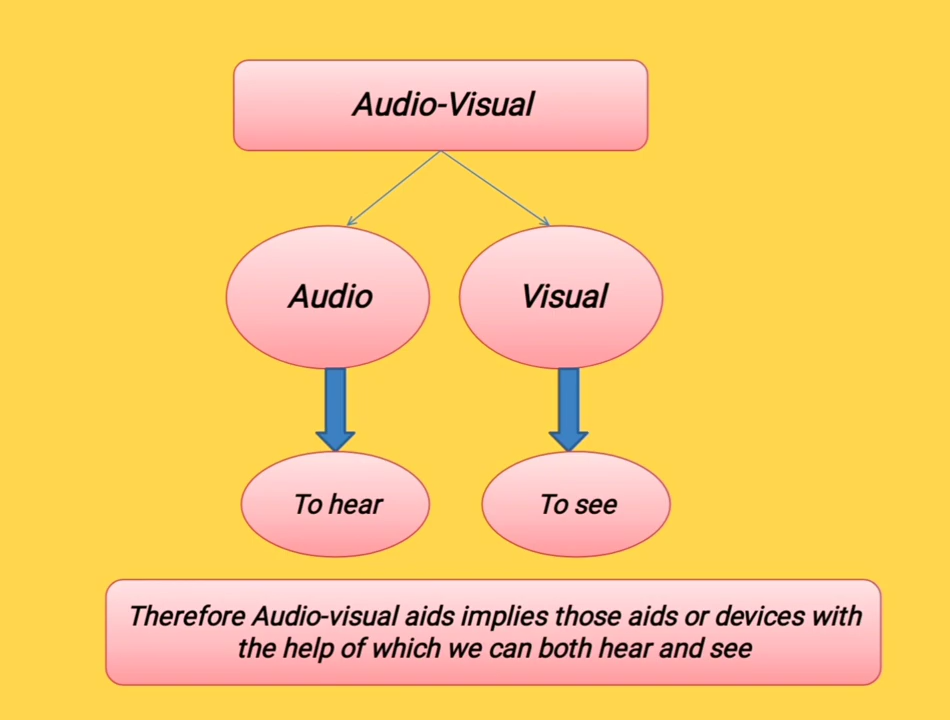 Audio-Visual
Audio
Visual
To hear
To see
Therefore Audio-visual aids implies those aids or devices with
the help of which we can both hear and see